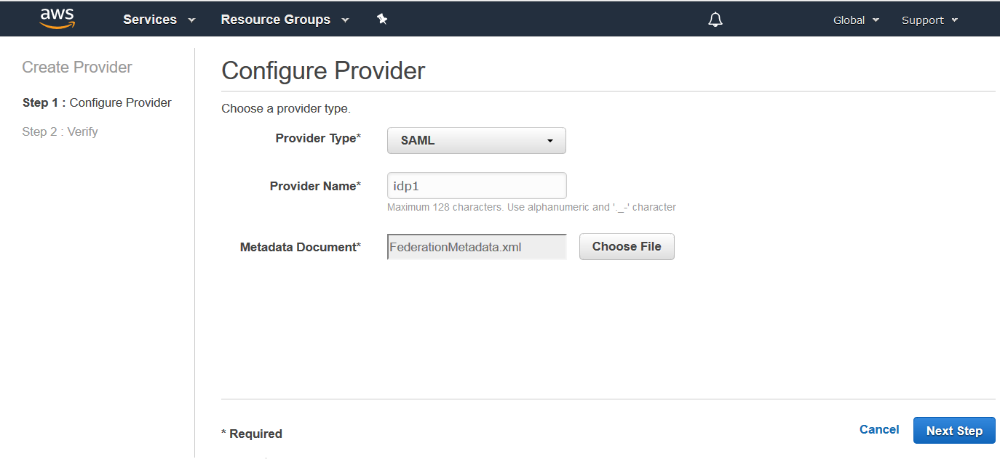 aws Services Resource Groups Global Support
Create Provider
Step 1 : Configure Provider
Step 2 : Verify
Configure Provider
Choose a provider type.
Provider Type* SAML
Provider Name* idp1
Maximum 128 characters. Use alphanumeric and '._-' character
Metadata Document* FederationMetadata.xml Choose File
* Required Cancel Next Step